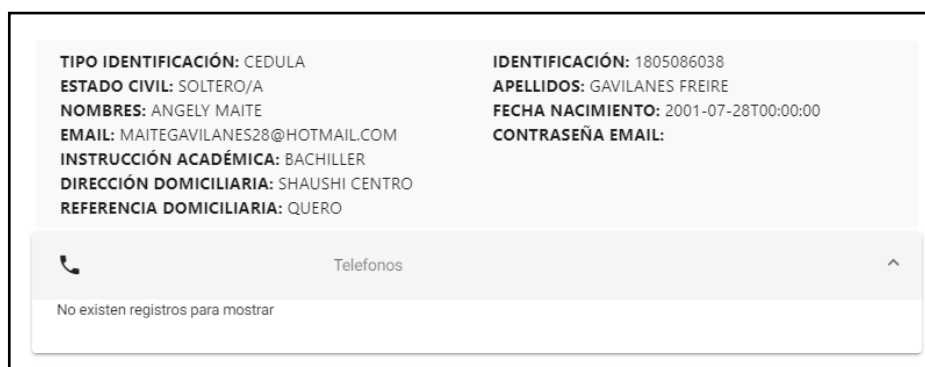 TIPO IDENTIFICACIÓN: CEDULA
IDENTIFICACIÓN: 1805086038
ESTADO CIVIL: SOLTERO/A
APELLIDOS: GAVILANES FREIRE
NOMBRES: ANGELY MAITE
FECHA NACIMIENTO: 2001-07-28T00:00:00
EMAIL: MAITEGAVILANES28@HOTMAIL.COM
CONTRASEÑA EMAIL:
INSTRUCCIÓN ACADÉMICA: BACHILLER
DIRECCIÓN DOMICILIARIA: SHAUSHI CENTRO
REFERENCIA DOMICILIARIA: QUERO
Telefonos
No existen registros para mostrar